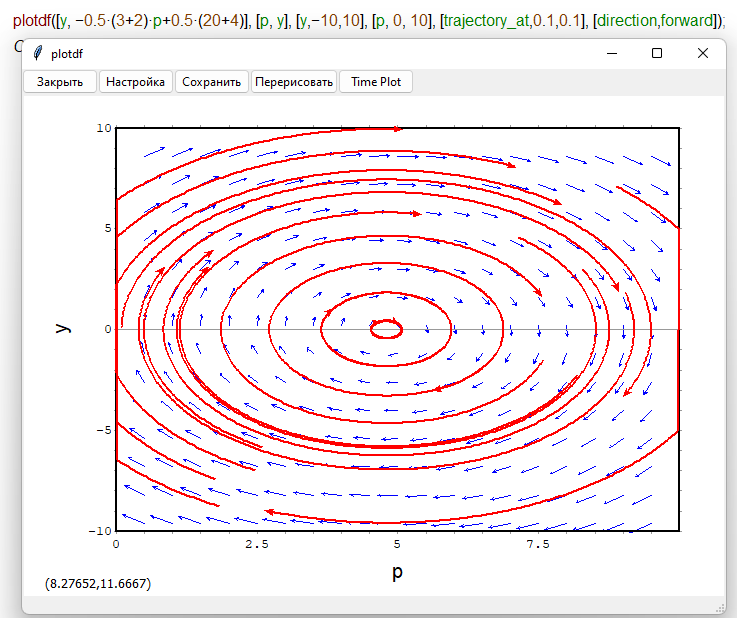 plotdf([y, −0.5·(3+2)·p+0.5·(20+4)], [p, y], [y,−10,10], [p, 0, 10], [trajectory_at,0.1,0.1], [direction,forward]);
plotdf
Закрыть Настройка Сохранить Перерисовать Time Plot
10
5
y
0
−5
−10
0 2.5 5 7.5
p
(8.27652,11.6667)